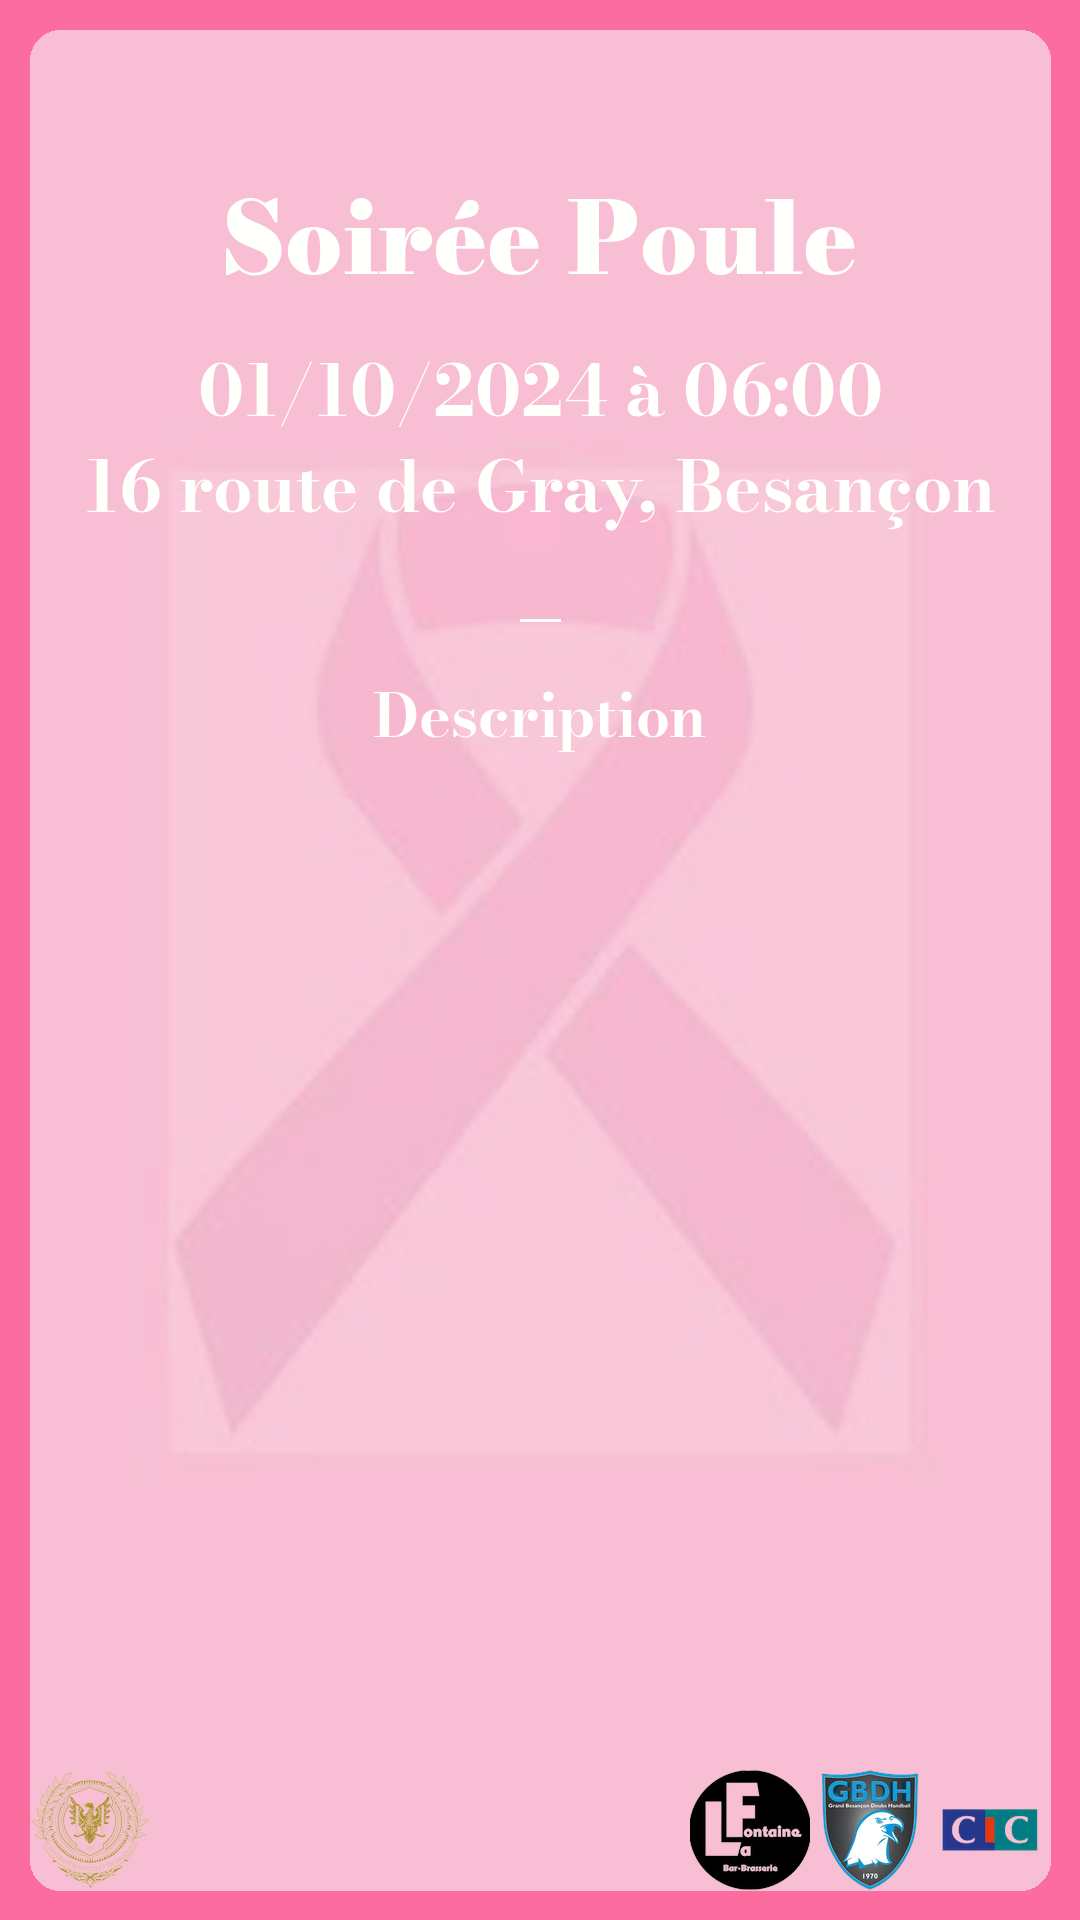 Soirée Poule
01/10/2024 à 06:00
16 route de Gray, Besançon
Description
La Fontaine
Bar-Brasserie
GBDH
Grand Besançon Doubs Handball
1970
CIC